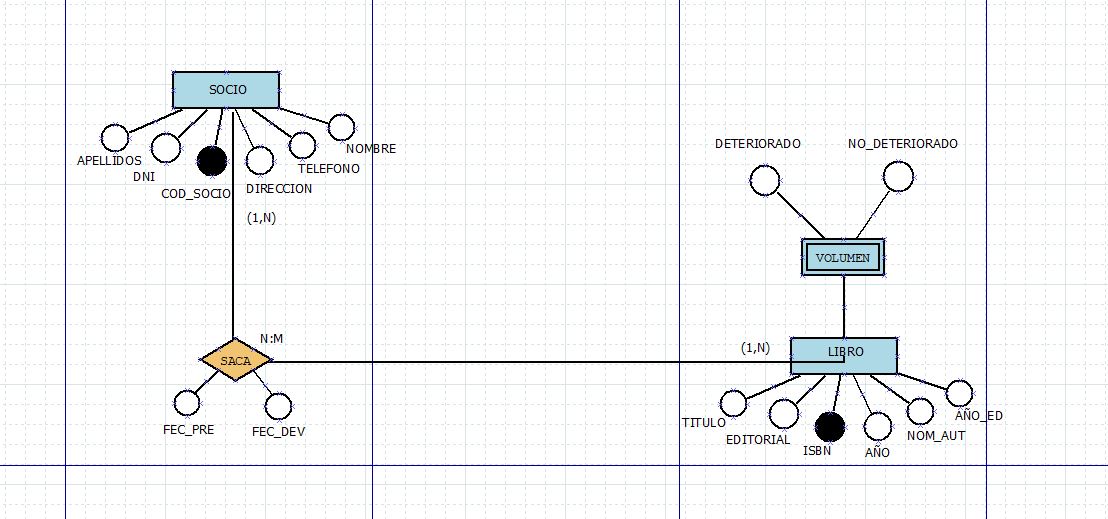 SOCIO
APELLIDOS
DNI
COD_SOCIO
DIRECCION
TELEFONO
NOMBRE
(1,N)
DETERIORADO
NO_DETERIORADO
VOLUMEN
N:M
SACA
FEC_PRE
FEC_DEV
(1,N)
LIBRO
TITULO
EDITORIAL
ISBN
AÑO
NOM_AUT
AÑO_ED